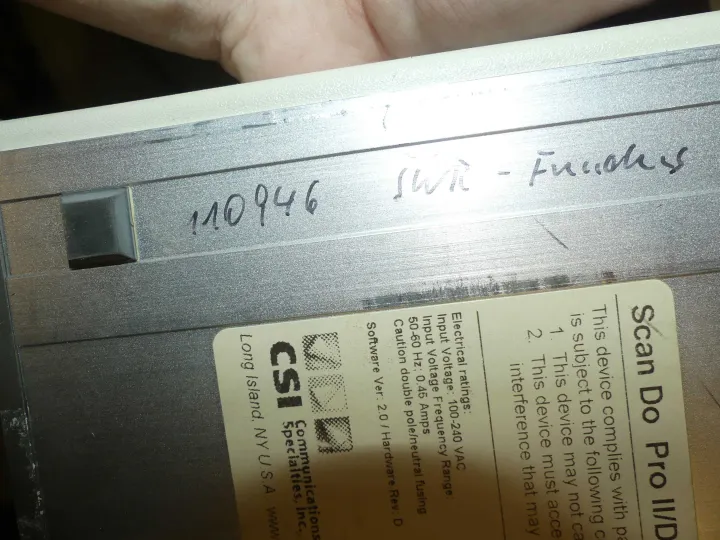 110946 SWR - Fundus
Scan Do Pro II/D
This device complies with pa
is subject to the following c
1. This device may not ca
2. This device must acce
interference that may
Electrical ratings:
Input Voltage: 100-240 VAC
Input Voltage Frequency Range
50-60 Hz; 0.45 Amps
Caution double pole/neutral fusing
Software Ver: 2.0 / Hardware Rev: D
CSI Communications
Specialties, Inc.
Long Island, NY U S A www